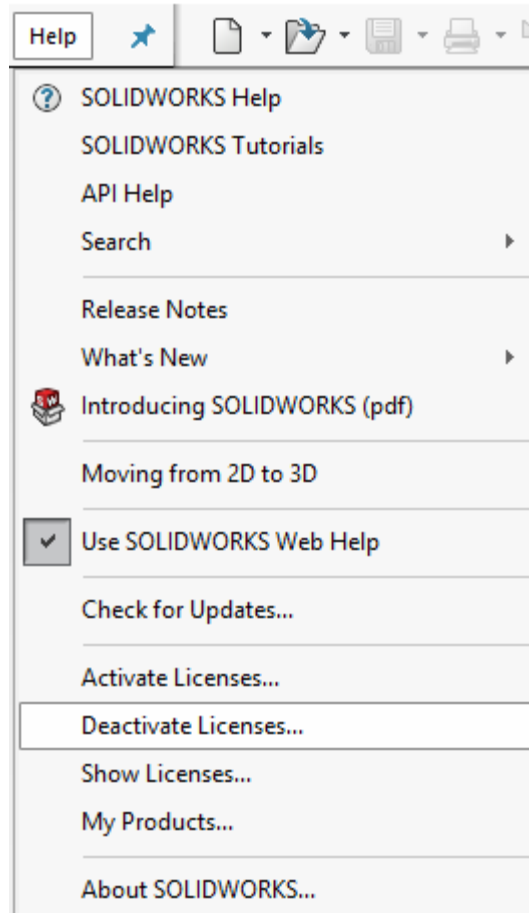 Help
SOLIDWORKS Help
SOLIDWORKS Tutorials
API Help
Search
Release Notes
What's New
Introducing SOLIDWORKS (pdf)
Moving from 2D to 3D
Use SOLIDWORKS Web Help
Check for Updates...
Activate Licenses...
Deactivate Licenses...
Show Licenses...
My Products...
About SOLIDWORKS...